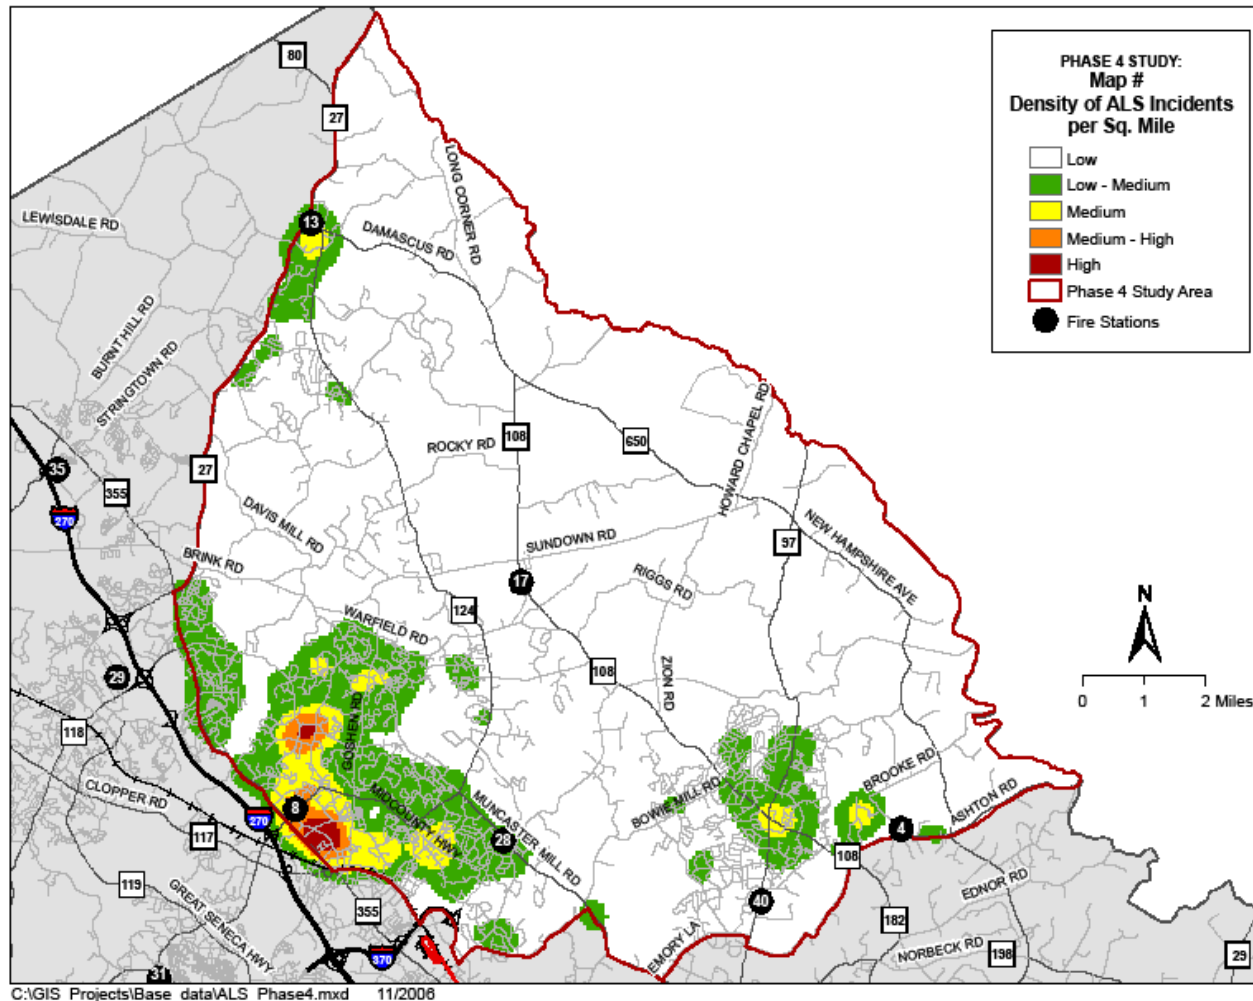 80
PHASE 4 STUDY:
Map #
Density of ALS Incidents
per Sq. Mile
Low
Low - Medium
Medium
Medium - High
High
Phase 4 Study Area
Fire Stations
27
LONG CORNER RD
LEWISDALE RD
13
DAMASCUS RD
BURNT HILL RD
STRINGTOWN RD
HOWARD CHAPEL RD
ROCKY RD
108
650
35
27
355
270
DAVIS MILL RD
NEW HAMPSHIRE AVE
SUNDOWN RD
97
BRINK RD
17
RIGGS RD
124
WARFIELD RD
N
29
108
ZION RD
0 1 2 Miles
GOSHEN RD
118
CLOPPER RD
BROOKE RD
ASHTON RD
MIDCOUNTY HWY
MUNCASTER MILL RD
BOWIE MILL RD
8
270
117
28
4
108
119
GREAT SENECA HWY
EDNOR RD
40
355
182
EMORY LA
NORBECK RD
198
29
370
31
C:\GIS_Projects\Base_data\ALS_Phase4.mxd 11/2006